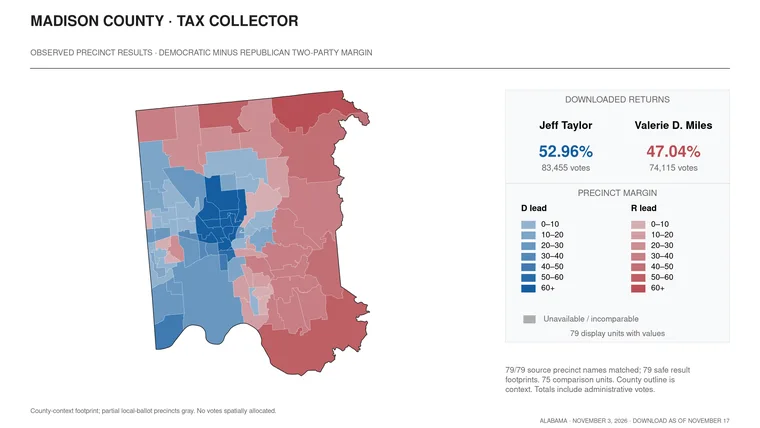 MADISON COUNTY · TAX COLLECTOR
OBSERVED PRECINCT RESULTS · DEMOCRATIC MINUS REPUBLICAN TWO-PARTY MARGIN
DOWNLOADED RETURNS
Jeff Taylor Valerie D. Miles
52.96% 47.04%
83,455 votes 74,115 votes
PRECINCT MARGIN
D lead R lead
0–10 0–10
10–20 10–20
20–30 20–30
30–40 30–40
40–50 40–50
50–60 50–60
60+ 60+
Unavailable / incomparable
79 display units with values
79/79 source precinct names matched; 79 safe result
footprints. 75 comparison units. County outline is
context. Totals include administrative votes.
County-context footprint; partial local-ballot precincts gray. No votes spatially allocated.
ALABAMA · NOVEMBER 3, 2026 · DOWNLOAD AS OF NOVEMBER 17